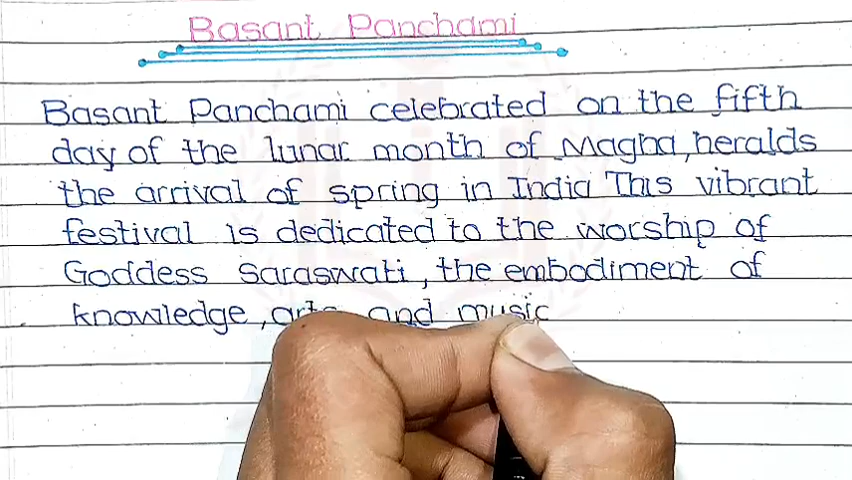 Basant Panchami
Basant Panchami celebrated on the fifth
day of the lunar month of Magha, heralds
the arrival of spring in India This vibrant
festival is dedicated to the worship of
Goddess Saraswati, the embodiment of
knowledge, arts and music